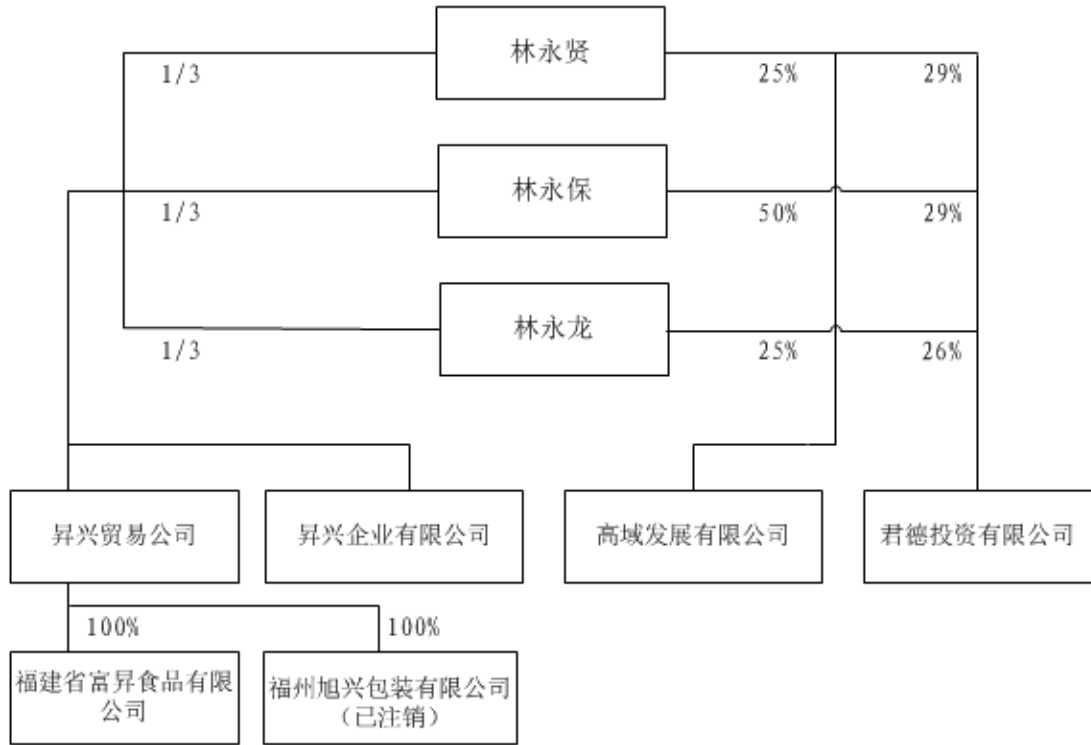 林永贤
1/3
25%
29%
林永保
1/3
50%
29%
林永龙
1/3
25%
26%
昇兴贸易公司
昇兴企业有限公司
高域发展有限公司
君德投资有限公司
100%
100%
福建省富昇食品有限
公司
福州旭兴包装有限公司
（已注销）